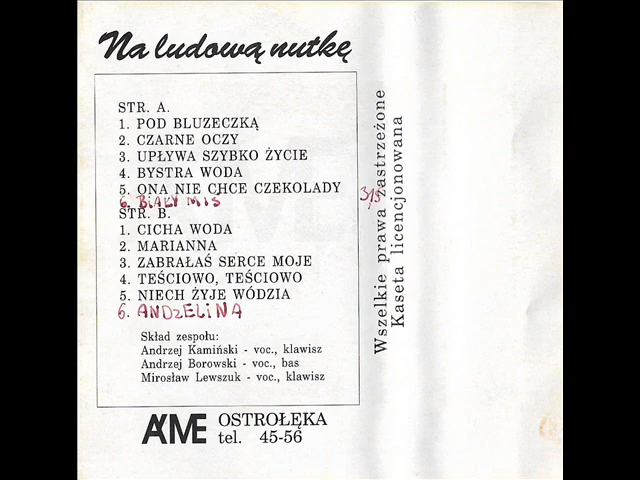 Na ludową nutkę
STR. A.
1. POD BLUZECZKĄ
2. CZARNE OCZY
3. UPŁYWA SZYBKO ŻYCIE
4. BYSTRA WODA
5. ONA NIE CHCE CZEKOLADY
6. BIAŁY MIS
STR. B.
1. CICHA WODA
2. MARIANNA
3. ZABRAŁAŚ SERCE MOJE
4. TEŚCIOWO, TEŚCIOWO
5. NIECH ŻYJE WÓDZIA
6. ANDzELiNA
Skład zespołu:
Andrzej Kamiński - voc., klawisz
Andrzej Borowski - voc., bas
Mirosław Lewszuk - voc., klawisz
AME OSTROŁĘKA
tel. 45-56
Wszelkie prawa zastrzeżone
Kaseta licencjonowana